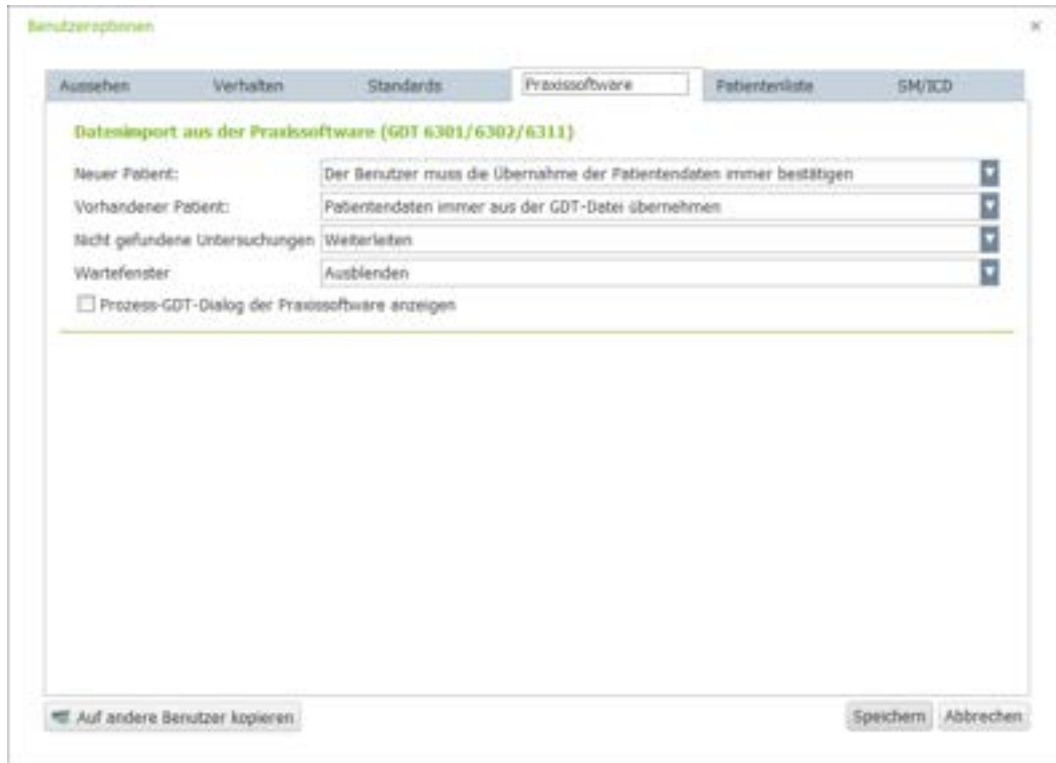 Benutzeroptionen
Aussehen Verhalten Standards Praxissoftware Patientenliste SM/ICD
Datenimport aus der Praxissoftware (GDT 6301/6302/6311)
Neuer Patient: Der Benutzer muss die Übernahme der Patientendaten immer bestätigen
Vorhandener Patient: Patientendaten immer aus der GDT-Datei übernehmen
Nicht gefundene Untersuchungen Weiterleiten
Wartefenster Ausblenden
Prozess-GDT-Dialog der Praxissoftware anzeigen
Auf andere Benutzer kopieren Speichern Abbrechen